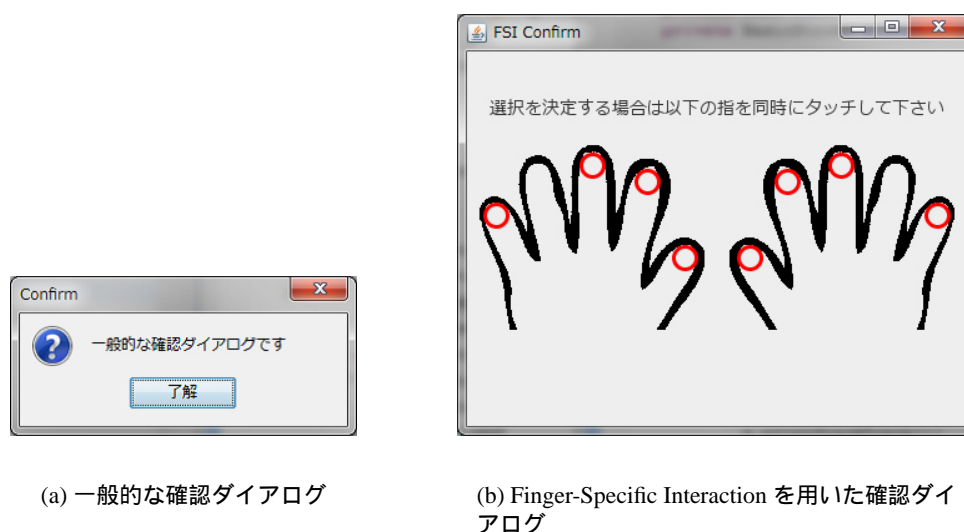 FSI Confirm
選択を決定する場合は以下の指を同時にタッチして下さい
Confirm
一般的な確認ダイアログです
了解
(a) 一般的な確認ダイアログ
(b) Finger-Specific Interaction を用いた確認ダイ
アログ